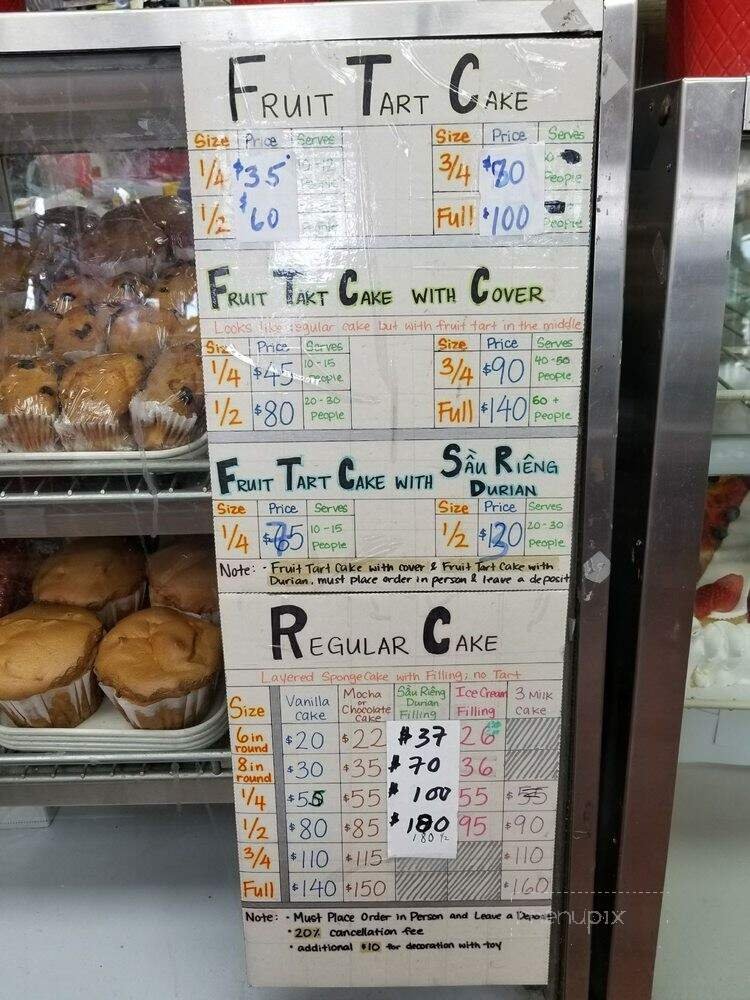 FRUIT TART CAKE
Size Price Serves Size Price Serves
1/4 $35 10-12 People 3/4 $80 People
1/2 $60 People Full $100 People
FRUIT TART CAKE WITH COVER
Looks like regular cake but with fruit tart in the middle
Size Price Serves Size Price Serves
1/4 $45 10-15 People 3/4 $90 40-50 People
1/2 $80 20-30 People Full $140 60+ People
FRUIT TART CAKE WITH SẦU RIÊNG
DURIAN
Size Price Serves Size Price Serves
1/4 10-15 People 1/2 20-30 People
Note: - Fruit Tart Cake with cover & Fruit Tart Cake with
Durian, must place order in person & leave a deposit
REGULAR CAKE
Layered Sponge Cake with Filling; no Tart
Size Vanilla Cake Mocha or Chocolate Cake Sầu Riêng Durian Filling Ice Cream Filling 3 Milk Cake
6 in round $20 $22 $37 26
8 in round $30 $35 $70 36
1/4 $55 $55 $100 55 $55
1/2 $80 $85 $180 95 $90
180
3/4 $110 $115 $110
Full $140 $150 $160
Note: - Must Place Order in Person and Leave a Deposit
• 20% cancellation fee
• additional $10 for decoration with toy
menupix